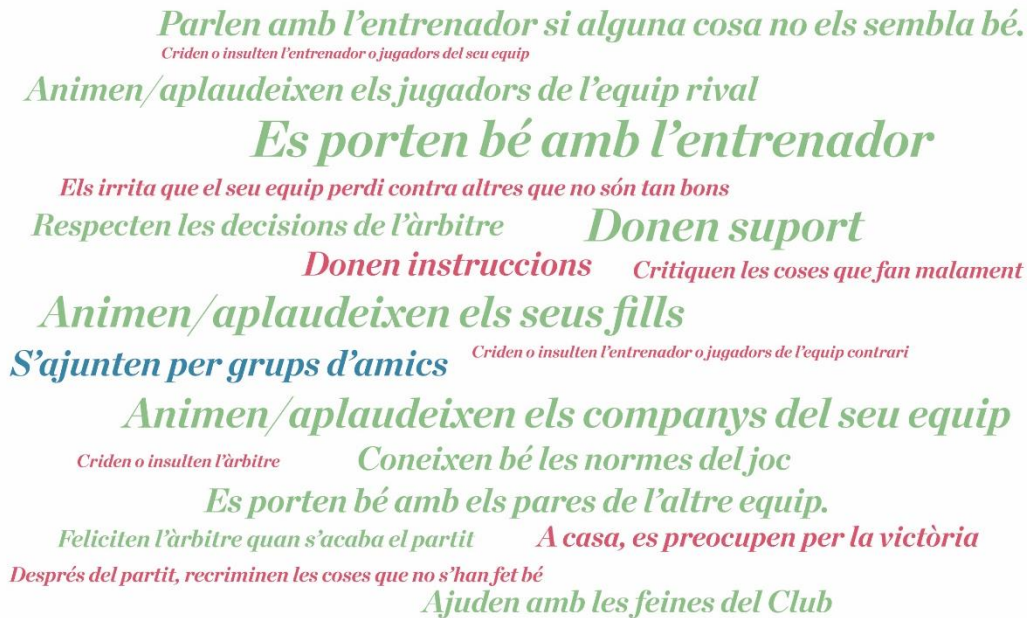 Parlen amb l’entrenador si alguna cosa no els sembla bé.
Criden o insulten l’entrenador o jugadors del seu equip
Animen/aplaudeixen els jugadors de l’equip rival
Es porten bé amb l’entrenador
Els irrita que el seu equip perdi contra altres que no són tan bons
Respecten les decisions de l’àrbitre
Donen suport
Donen instruccions
Critiquen les coses que fan malament
Animen/aplaudeixen els seus fills
Criden o insulten l’entrenador o jugadors de l’equip contrari
S’ajunten per grups d’amics
Animen/aplaudeixen els companys del seu equip
Criden o insulten l’àrbitre
Coneixen bé les normes del joc
Es porten bé amb els pares de l’altre equip.
Feliciten l’àrbitre quan s’acaba el partit
A casa, es preocupen per la victòria
Després del partit, recriminen les coses que no s’han fet bé
Ajuden amb les feines del Club